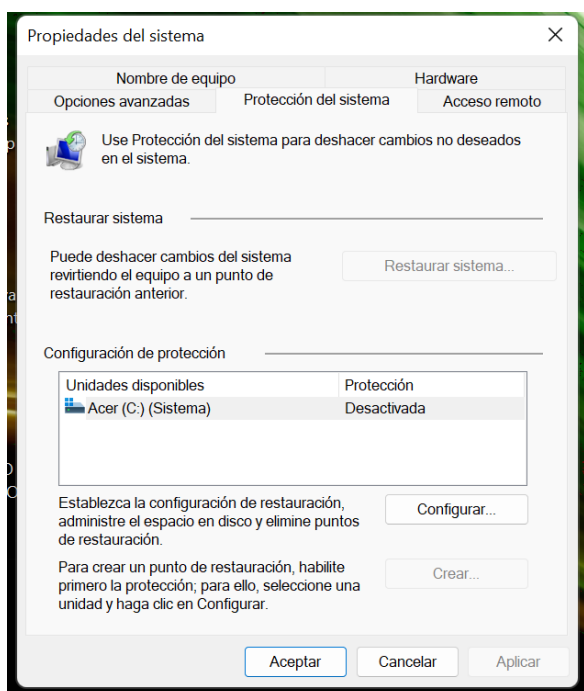 Propiedades del sistema
Nombre de equipo
Hardware
Opciones avanzadas
Protección del sistema
Acceso remoto
Use Protección del sistema para deshacer cambios no deseados
en el sistema.
Restaurar sistema
Puede deshacer cambios del sistema
revirtiendo el equipo a un punto de
restauración anterior.
Restaurar sistema...
Configuración de protección
Unidades disponibles
Protección
Acer (C:) (Sistema)
Desactivada
Establezca la configuración de restauración,
administre el espacio en disco y elimine puntos
de restauración.
Configurar...
Para crear un punto de restauración, habilite
primero la protección; para ello, seleccione una
unidad y haga clic en Configurar.
Crear...
Aceptar
Cancelar
Aplicar